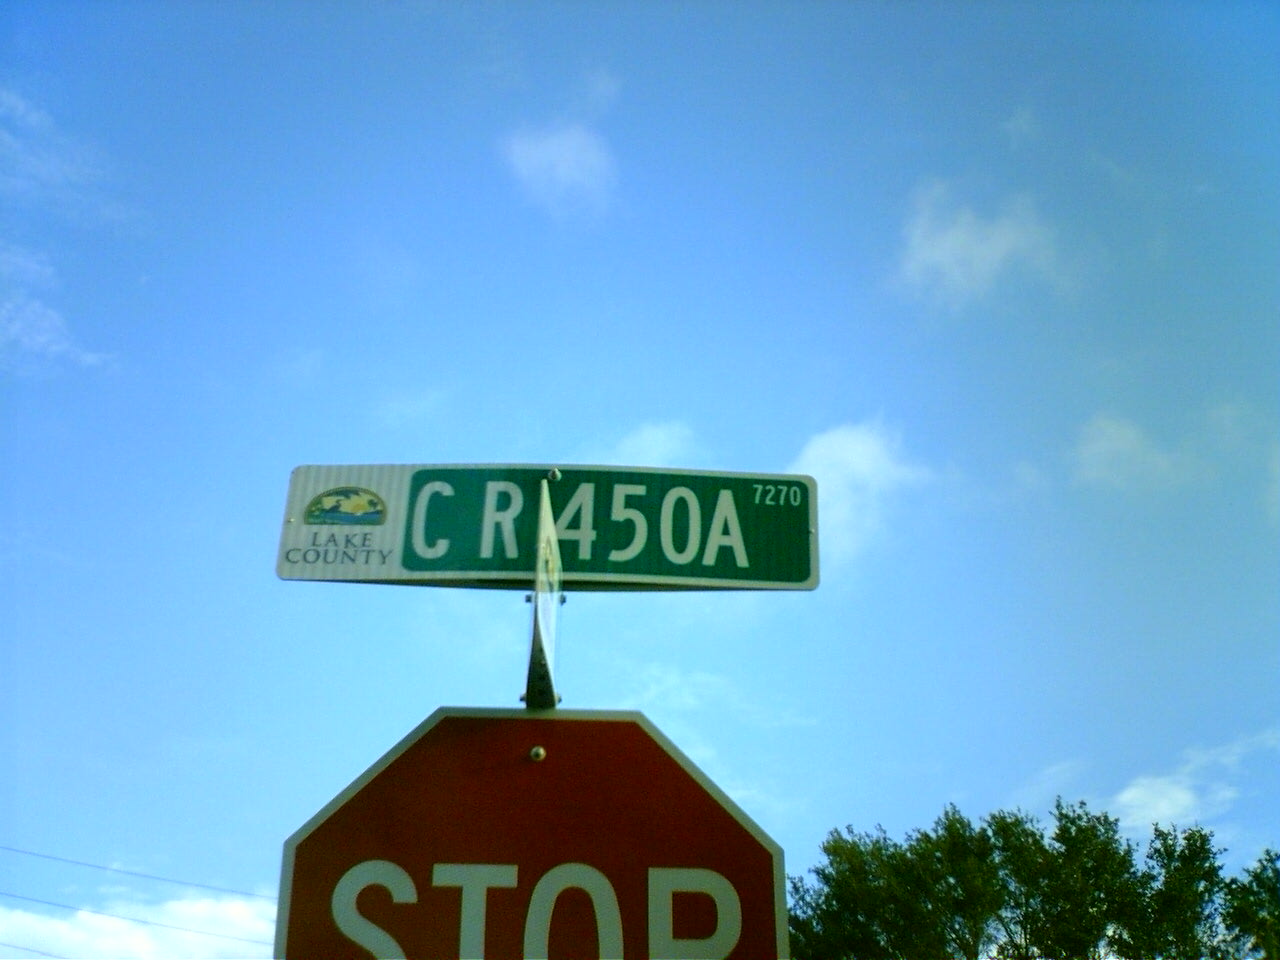 LAKE
COUNTY
C R 450A 7270
STOP